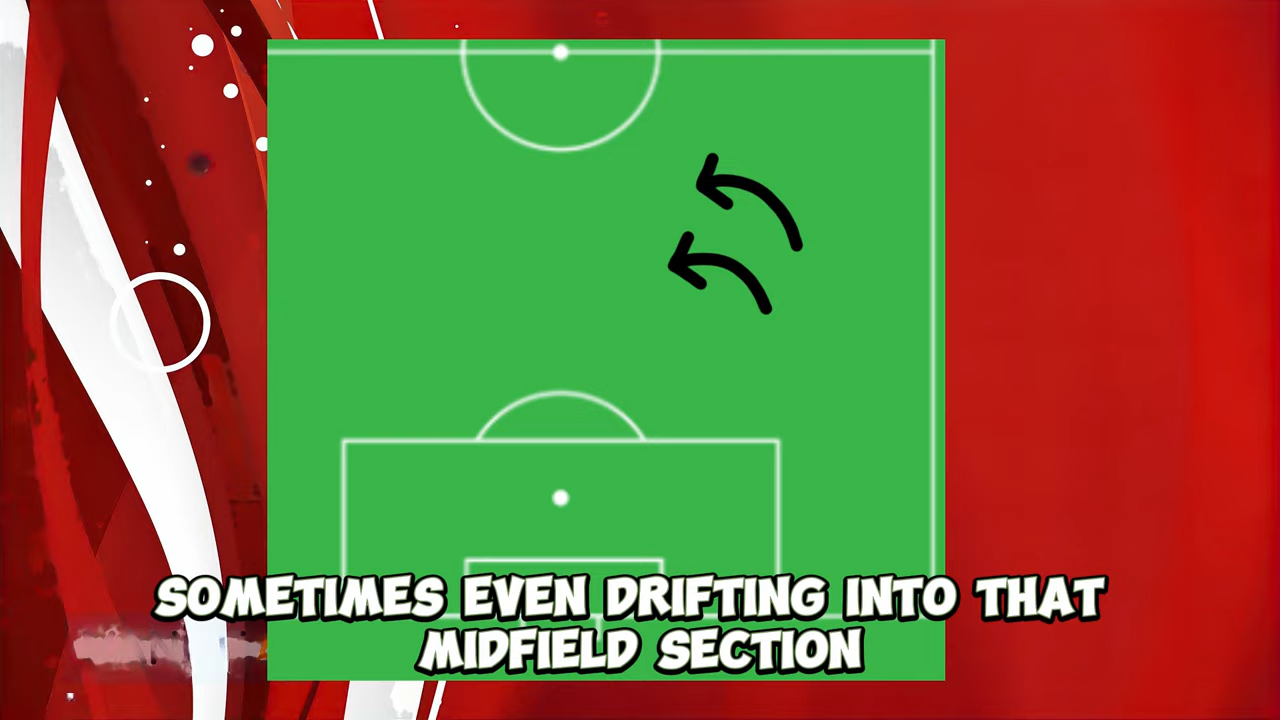 SOMETIMES EVEN DRIFTING INTO THAT
MIDFIELD SECTION